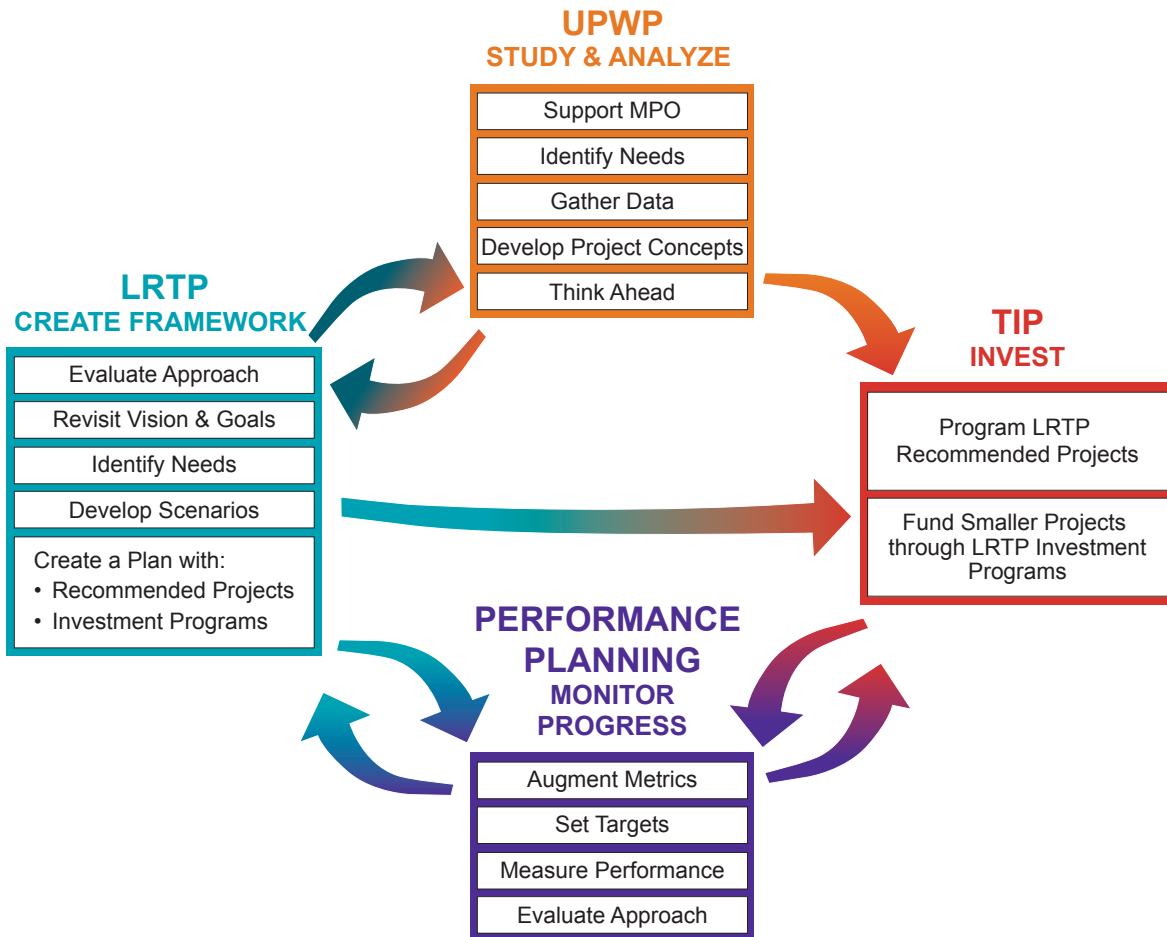 UPWP
STUDY & ANALYZE
Support MPO
Identify Needs
Gather Data
Develop Project Concepts
Think Ahead
LRTP
CREATE FRAMEWORK
Evaluate Approach
Revisit Vision & Goals
Identify Needs
Develop Scenarios
Create a Plan with:
• Recommended Projects
• Investment Programs
TIP
INVEST
Program LRTP
Recommended Projects
Fund Smaller Projects
through LRTP Investment
Programs
PERFORMANCE
PLANNING
MONITOR
PROGRESS
Augment Metrics
Set Targets
Measure Performance
Evaluate Approach